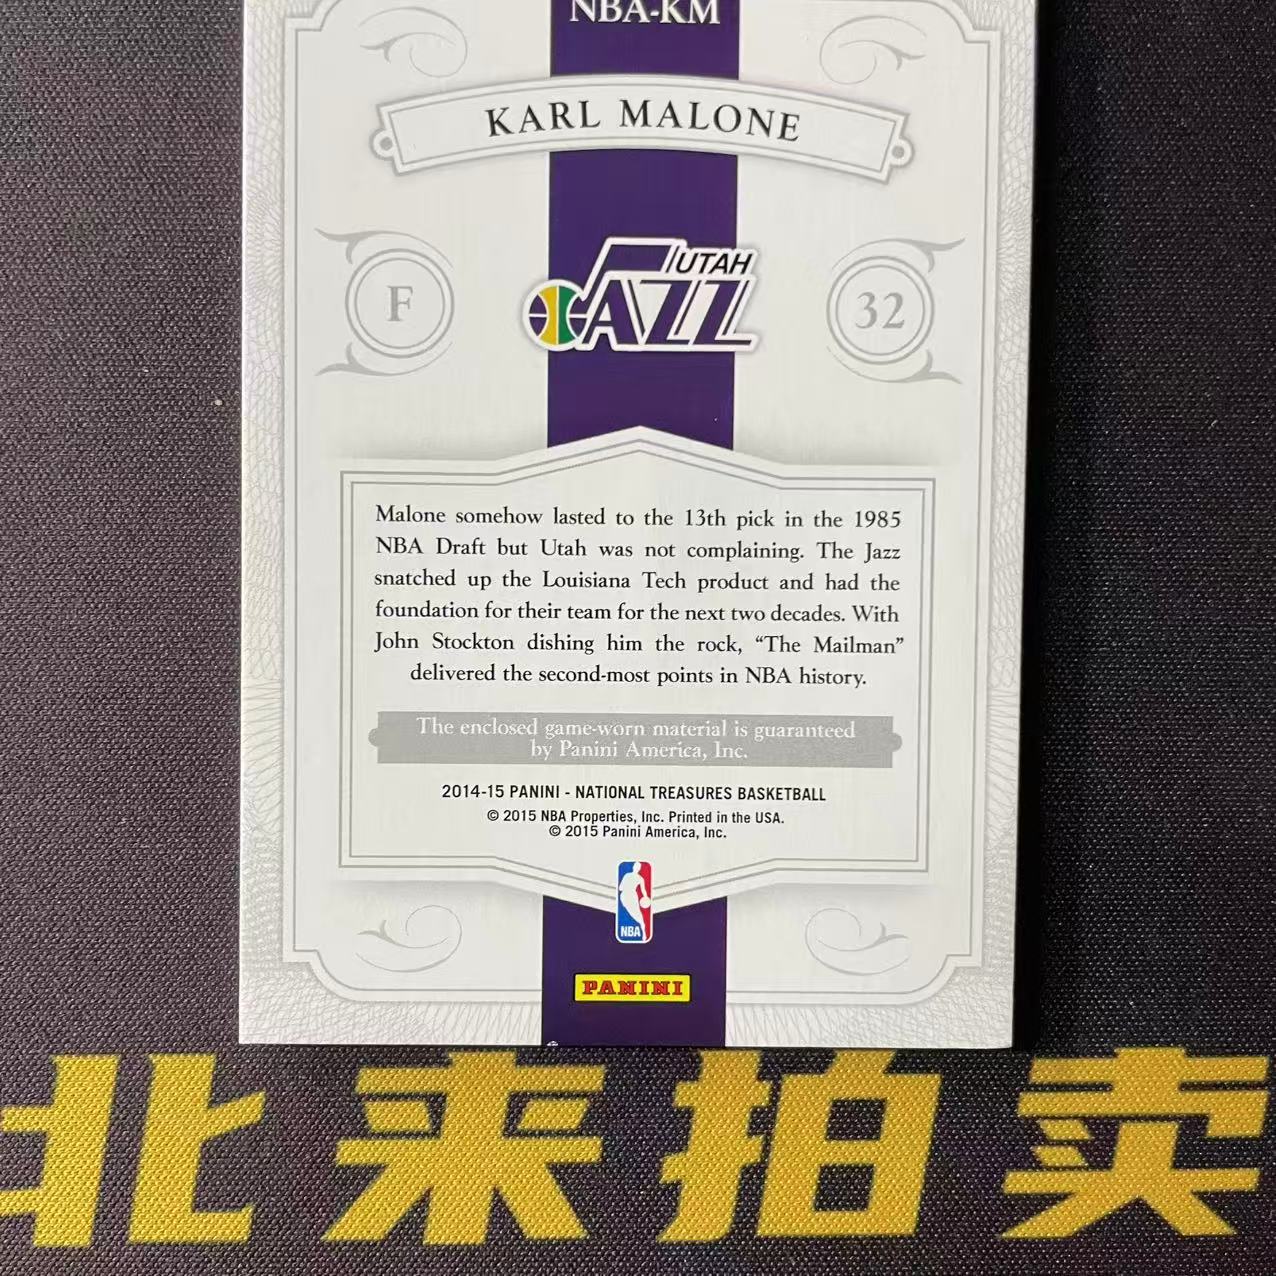 NBA-KM
KARL MALONE
F
UTAH
JAZZ
32
Malone somehow lasted to the 13th pick in the 1985
NBA Draft but Utah was not complaining. The Jazz
snatched up the Louisiana Tech product and had the
foundation for their team for the next two decades. With
John Stockton dishing him the rock, “The Mailman”
delivered the second-most points in NBA history.
The enclosed game-worn material is guaranteed
by Panini America, Inc.
2014-15 PANINI - NATIONAL TREASURES BASKETBALL
© 2015 NBA Properties, Inc. Printed in the USA.
© 2015 Panini America, Inc.
NBA
PANINI
北来拍卖